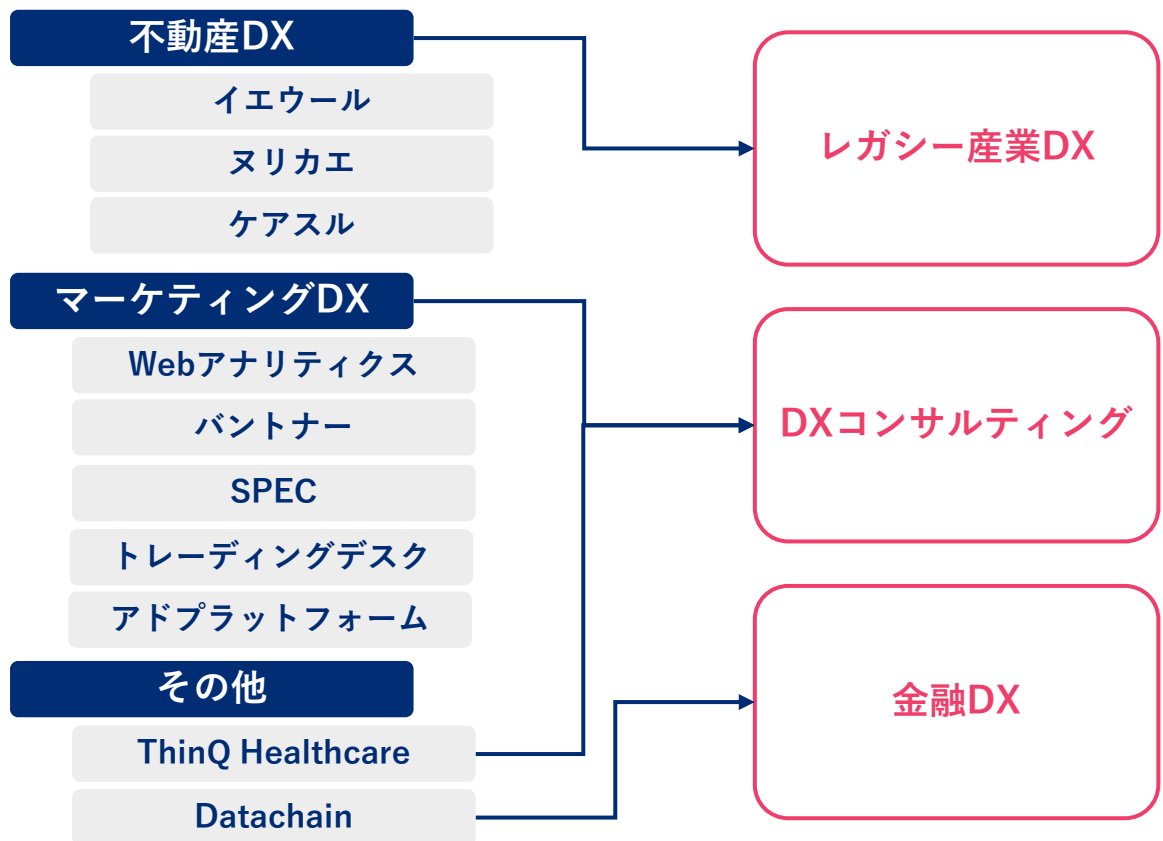 不動産DX
イエウール
ヌリカエ
ケアスル
マーケティングDX
Webアナリティクス
バントナー
SPEC
トレーディングデスク
アドプラットフォーム
その他
ThinQ Healthcare
Datachain
レガシー産業DX
DXコンサルティング
金融DX